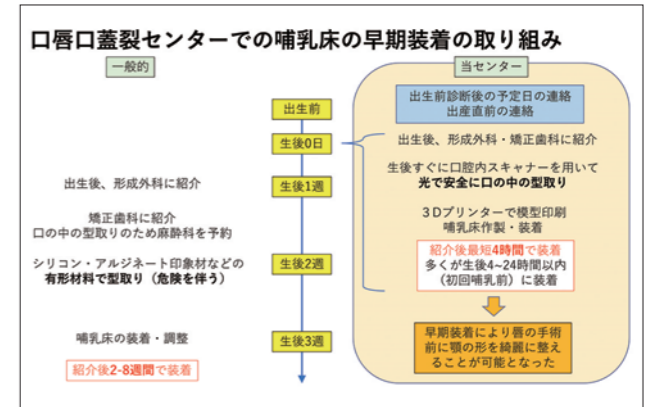 口唇口蓋裂センターでの哺乳床の早期装着の取り組み
一般的
出生後、形成外科に紹介
矯正歯科に紹介
口の中の型取りのため麻酔科を予約
シリコン・アルジネート印象材などの
有形材料で型取り（危険を伴う）
哺乳床の装着・調整
紹介後2-8週間で装着
出生前
生後0日
生後1週
生後2週
生後3週
当センター
出生前診断後の予定日の連絡
出産直前の連絡
出生後、形成外科・矯正歯科に紹介
生後すぐに口腔内スキャナーを用いて
光で安全に口の中の型取り
３Dプリンターで模型印刷
哺乳床作製・装着
紹介後最短4時間で装着
多くが生後4~24時間以内
（初回哺乳前）に装着
早期装着により唇の手術
前に顎の形を綺麗に整え
ることが可能となった